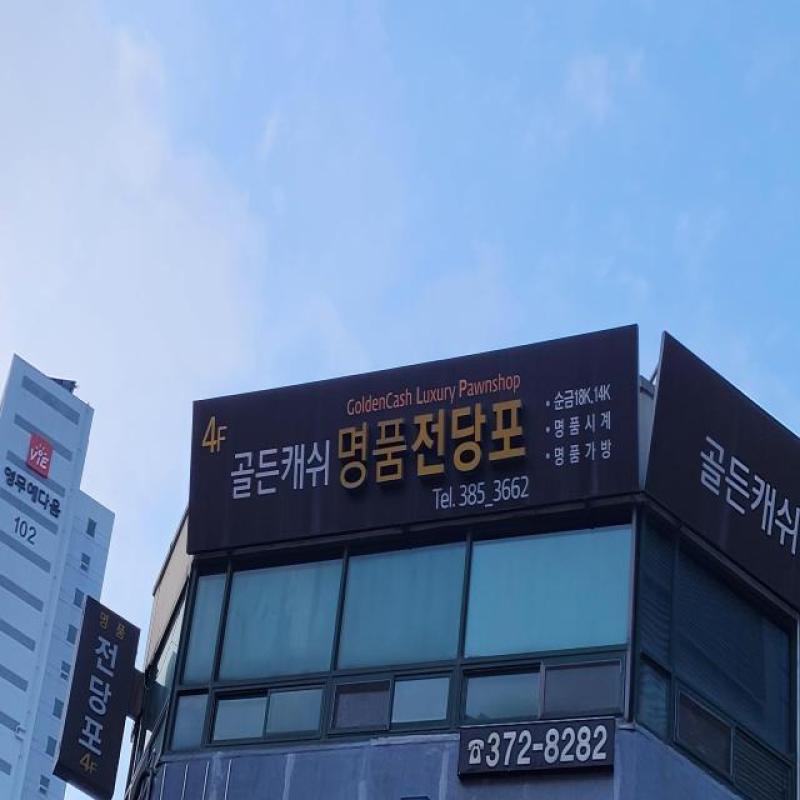 GoldenCash Luxury Pawnshop
4F
골든캐쉬 명품전당포
Tel. 385_3662
• 순금18K.14K
• 명품시계
• 명품가방
골든캐쉬
ViE
영무예다음
102
명품
전당포
4F
☎372-8282